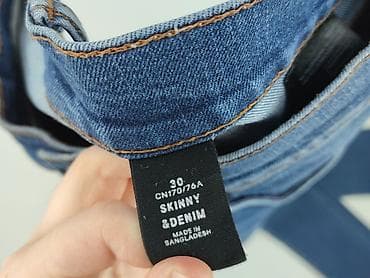 30
CN170/76A
SKINNY
&DENIM
MADE IN
BANGLADESH